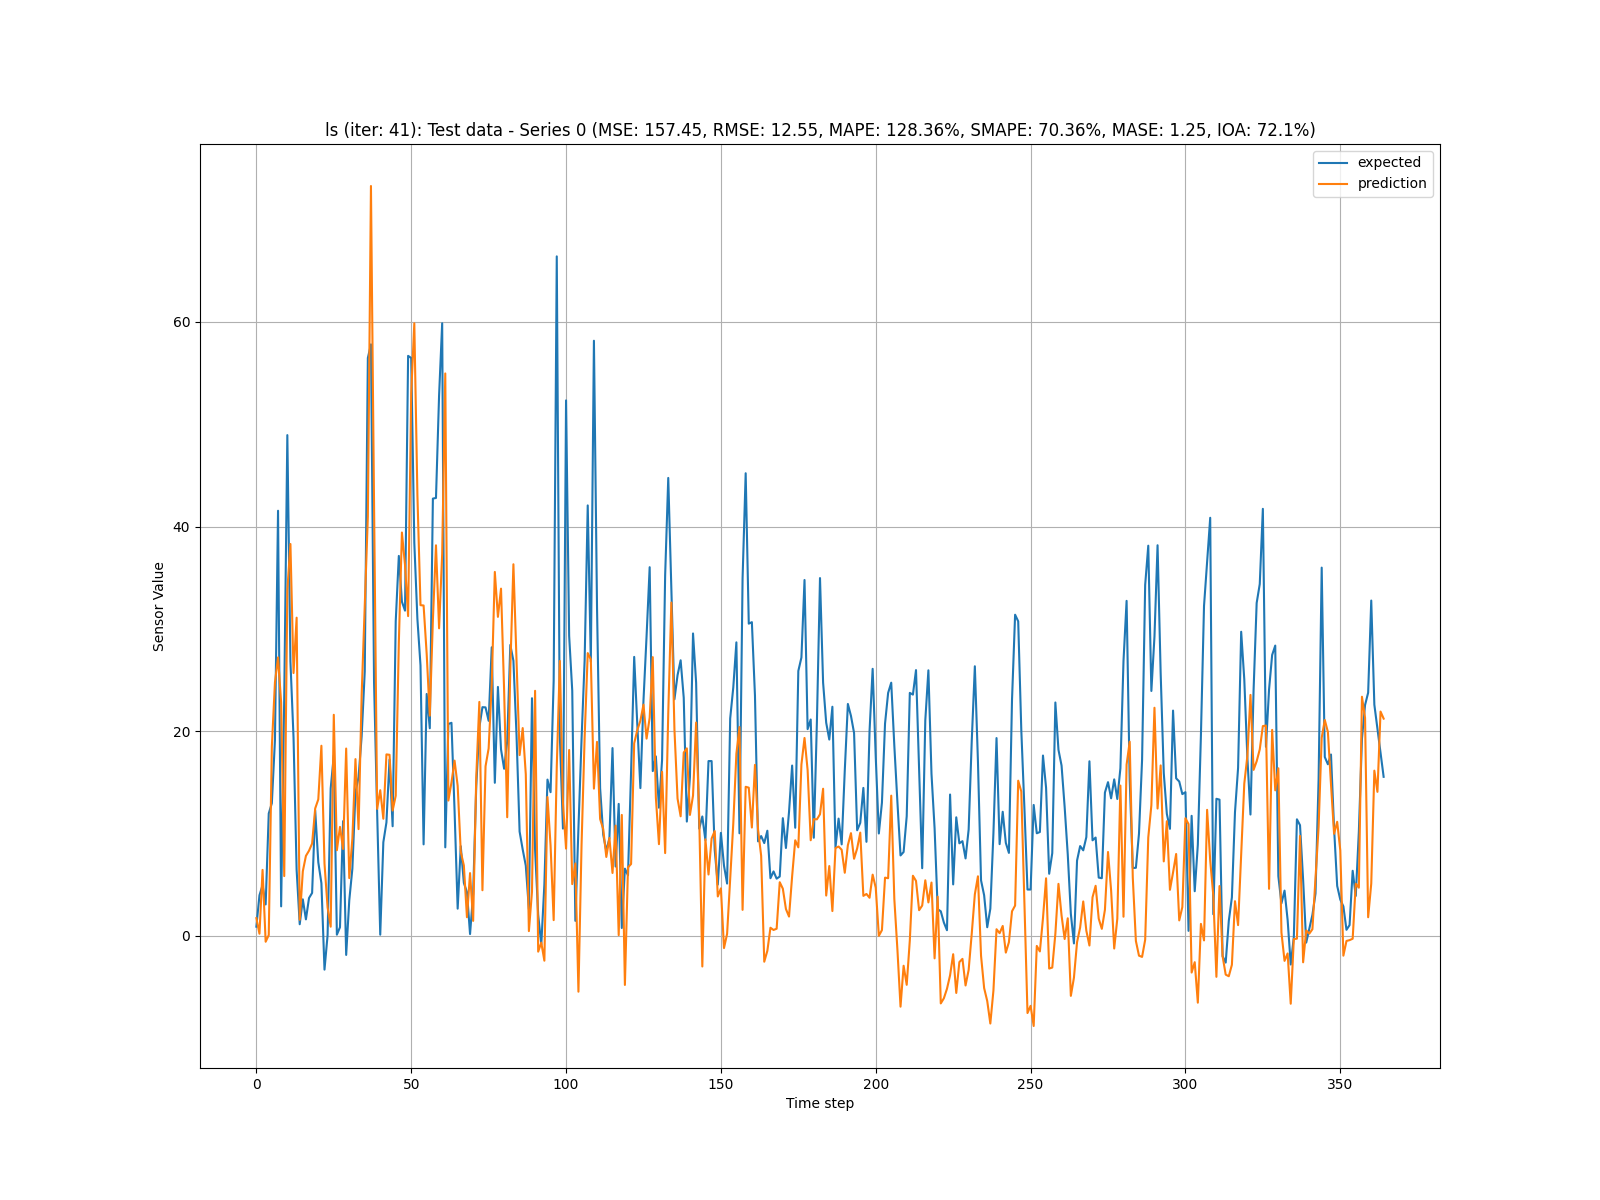 ls (iter: 41): Test data - Series 0 (MSE: 157.45, RMSE: 12.55, MAPE: 128.36%, SMAPE: 70.36%, MASE: 1.25, IOA: 72.1%)
expected
prediction
Sensor Value
60
40
20
0
0 50 100 150 200 250 300 350
Time step